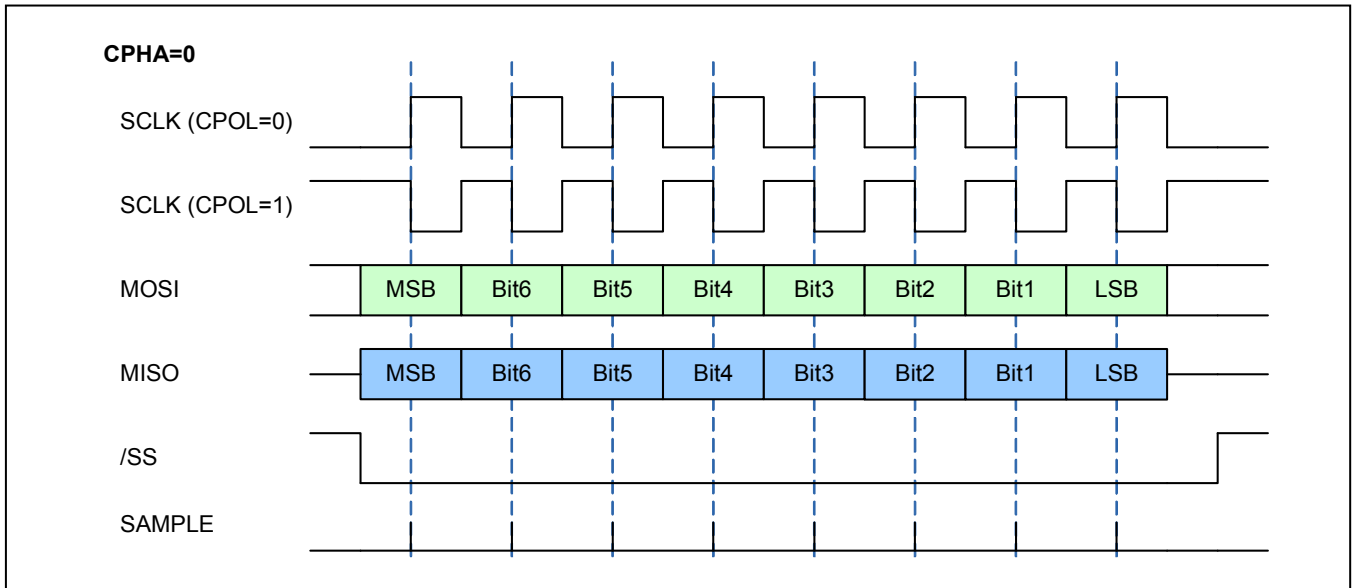 CPHA=0
SCLK (CPOL=0)
SCLK (CPOL=1)
MOSI MSB Bit6 Bit5 Bit4 Bit3 Bit2 Bit1 LSB
MISO MSB Bit6 Bit5 Bit4 Bit3 Bit2 Bit1 LSB
/SS
SAMPLE